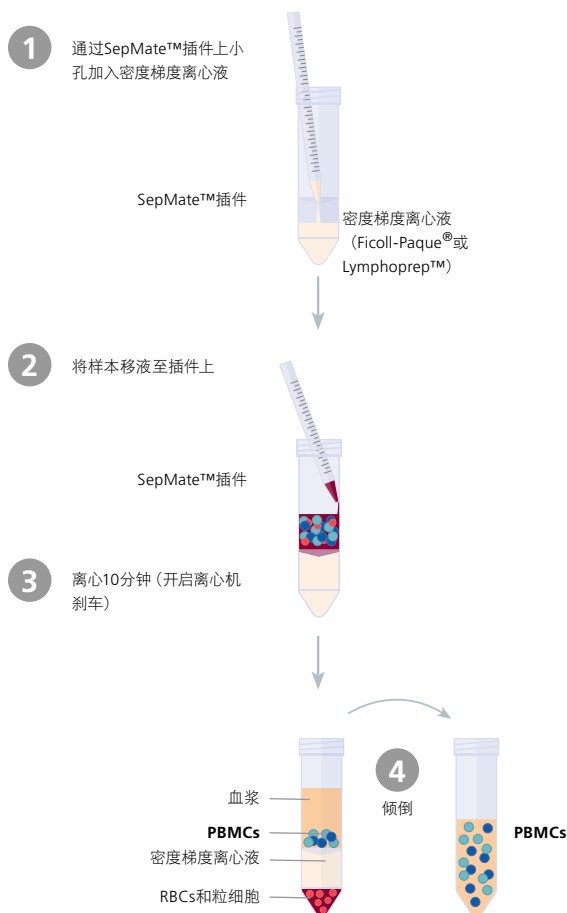 1
通过SepMate™插件上小
孔加入密度梯度离心液
SepMate™插件
密度梯度离心液
（Ficoll-Paque®或
Lymphoprep™）
2
将样本移液至插件上
SepMate™插件
3
离心10分钟（开启离心机
刹车）
4
倾倒
血浆
PBMCs
密度梯度离心液
RBCs和粒细胞
PBMCs